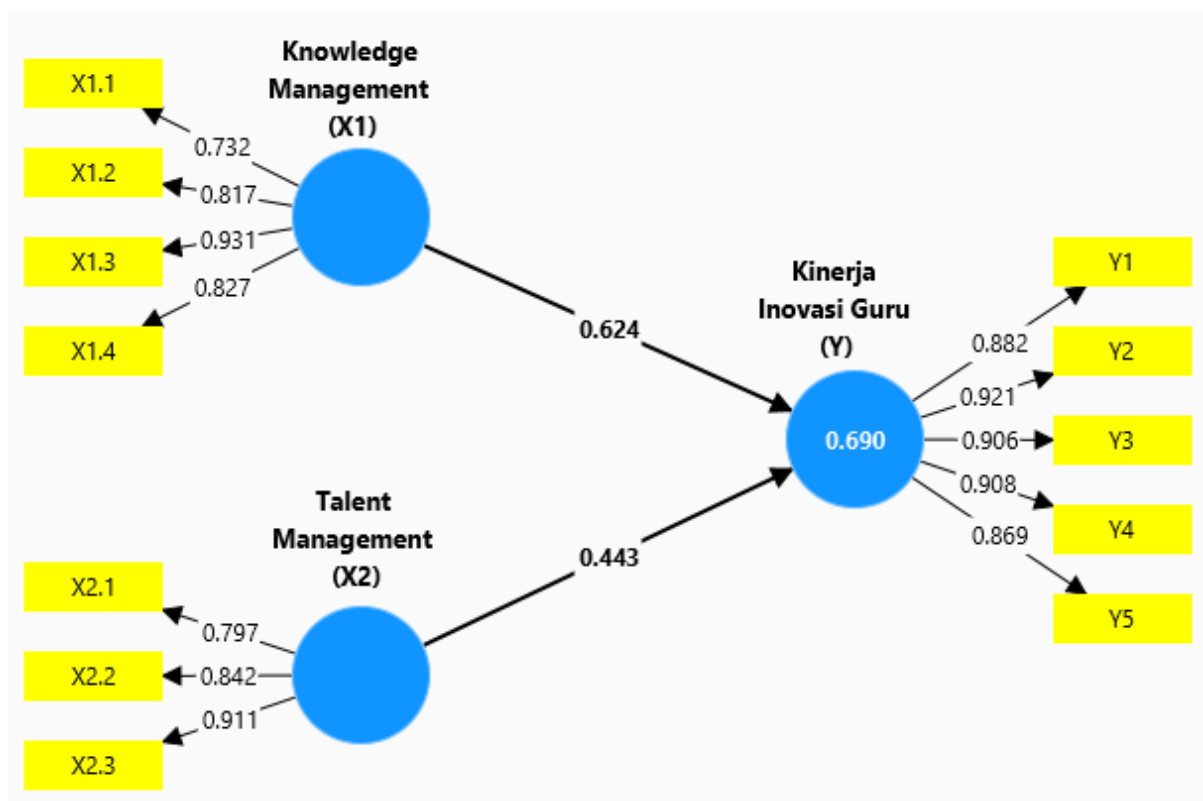 Knowledge
Management
(X1)
X1.1
X1.2
X1.3
X1.4
0.732
0.817
0.931
0.827
0.624
Talent
Management
(X2)
X2.1
X2.2
X2.3
0.797
0.842
0.911
0.443
Kinerja
Inovasi Guru
(Y)
0.690
0.882
0.921
0.906
0.908
0.869
Y1
Y2
Y3
Y4
Y5